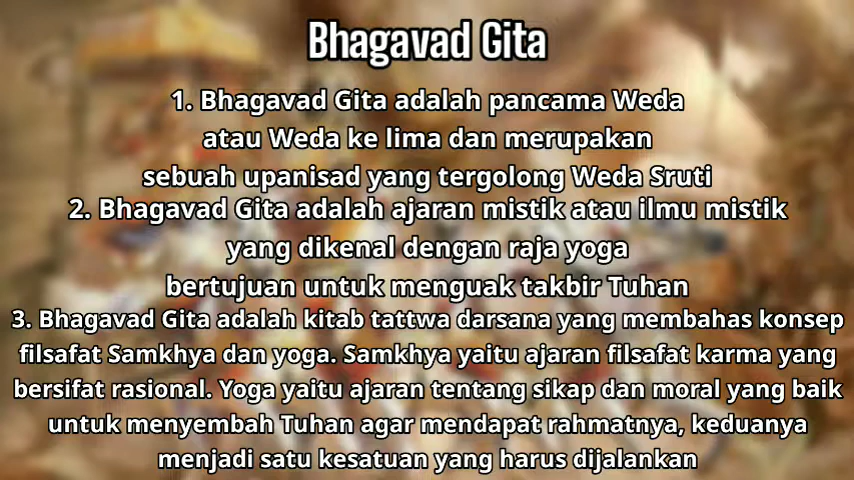 Bhagavad Gita
1. Bhagavad Gita adalah pancama Weda
atau Weda ke lima dan merupakan
sebuah upanisad yang tergolong Weda Sruti
2. Bhagavad Gita adalah ajaran mistik atau ilmu mistik
yang dikenal dengan raja yoga
bertujuan untuk menguak takbir Tuhan
3. Bhagavad Gita adalah kitab tattwa darsana yang membahas konsep
filsafat Samkhya dan yoga. Samkhya yaitu ajaran filsafat karma yang
bersifat rasional. Yoga yaitu ajaran tentang sikap dan moral yang baik
untuk menyembah Tuhan agar mendapat rahmatnya, keduanya
menjadi satu kesatuan yang harus dijalankan